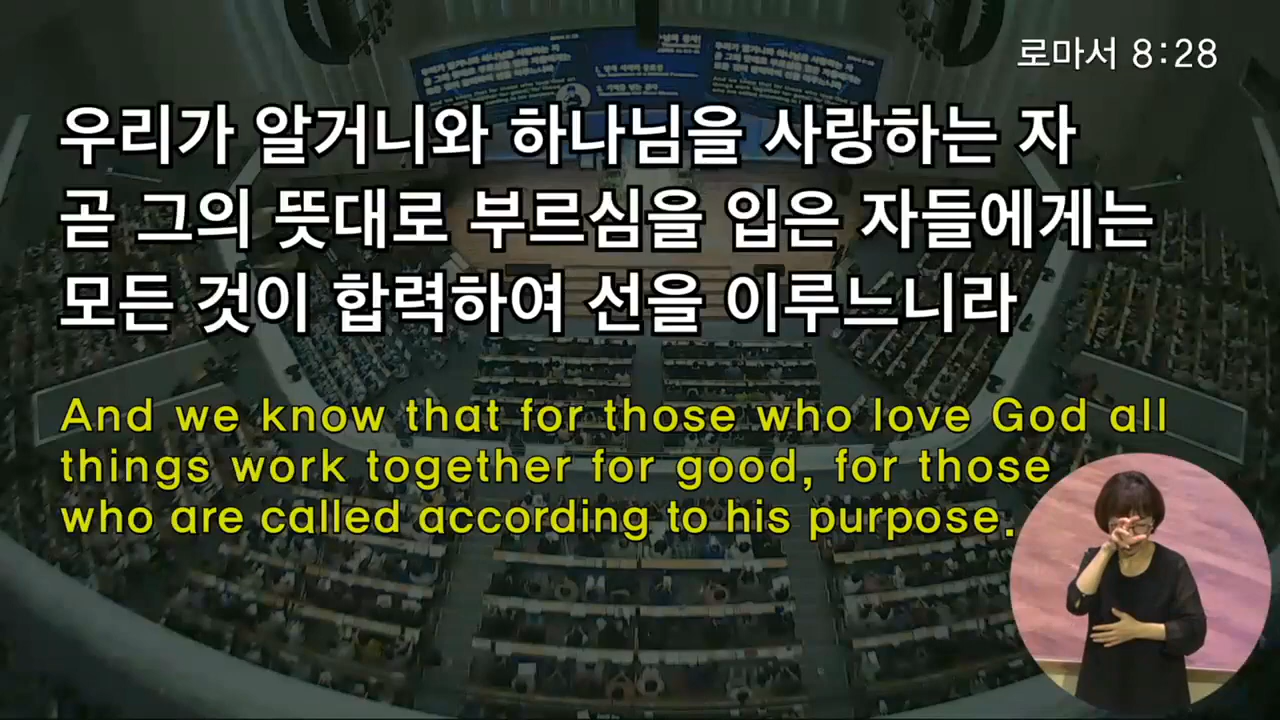 로마서 8:28
우리가 알거니와 하나님을 사랑하는 자
곧 그의 뜻대로 부르심을 입은 자들에게는
모든 것이 합력하여 선을 이루느니라
And we know that for those who love God all
things work together for good, for those
who are called according to his purpose.